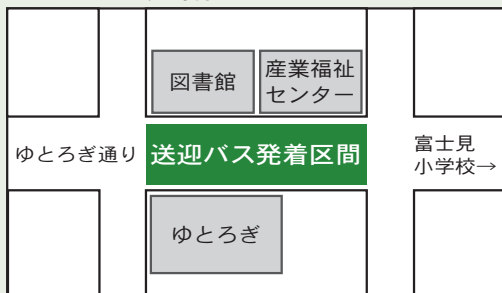 図書館
産業福祉
センター
ゆとろぎ通り
送迎バス発着区間
富士見
小学校→
ゆとろぎ